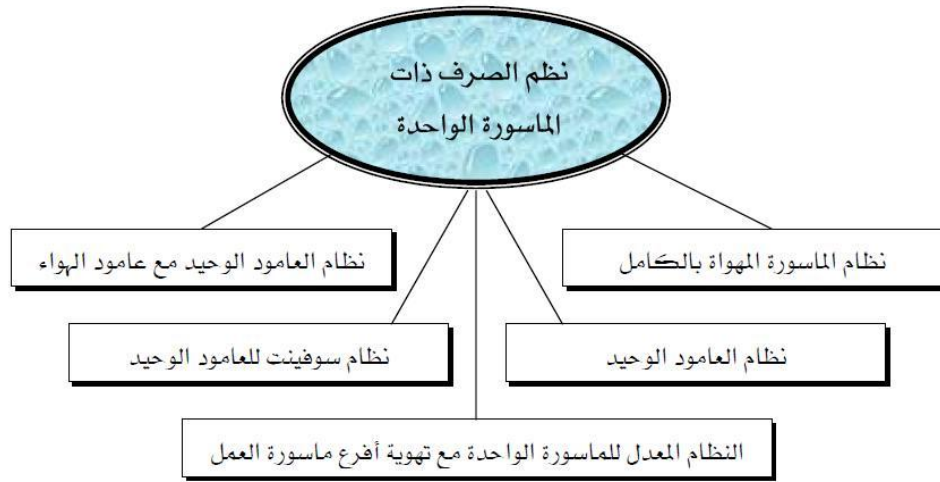 نظم الصرف ذات
الماسورة الواحدة
نظام الماسورة المهواة بالكامل
نظام العامود الوحيد مع عامود الهواء
نظام العامود الوحيد
نظام سوفينت للعامود الوحيد
النظام المعدل للماسورة الواحدة مع تهوية أفرع ماسورة العمل